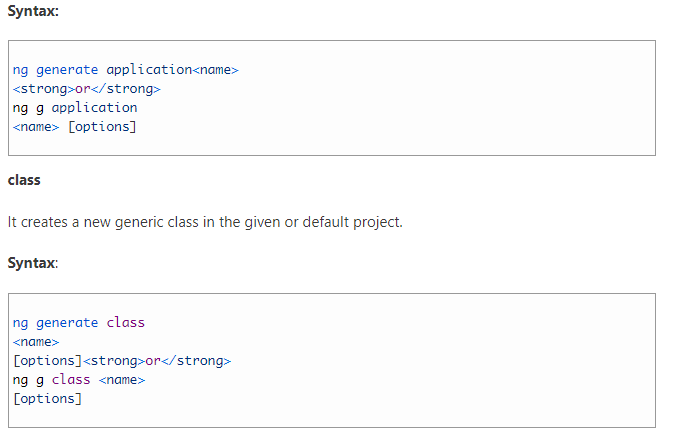 Syntax:
ng generate application<name>
<strong>or</strong>
ng g application
<name> [options]
class
It creates a new generic class in the given or default project.
Syntax:
ng generate class
<name>
[options]<strong>or</strong>
ng g class <name>
[options]